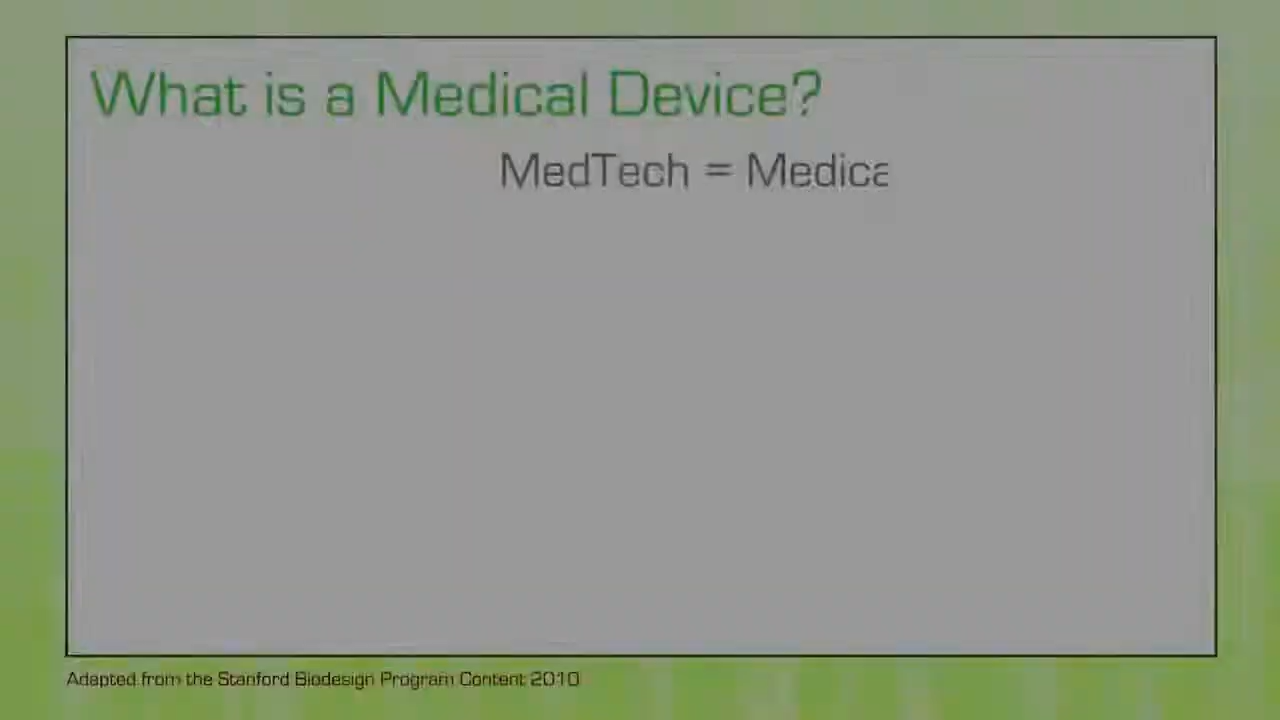 What is a Medical Device?
MedTech = Medica
Adapted from the Stanford Biodesign Program Content 2010